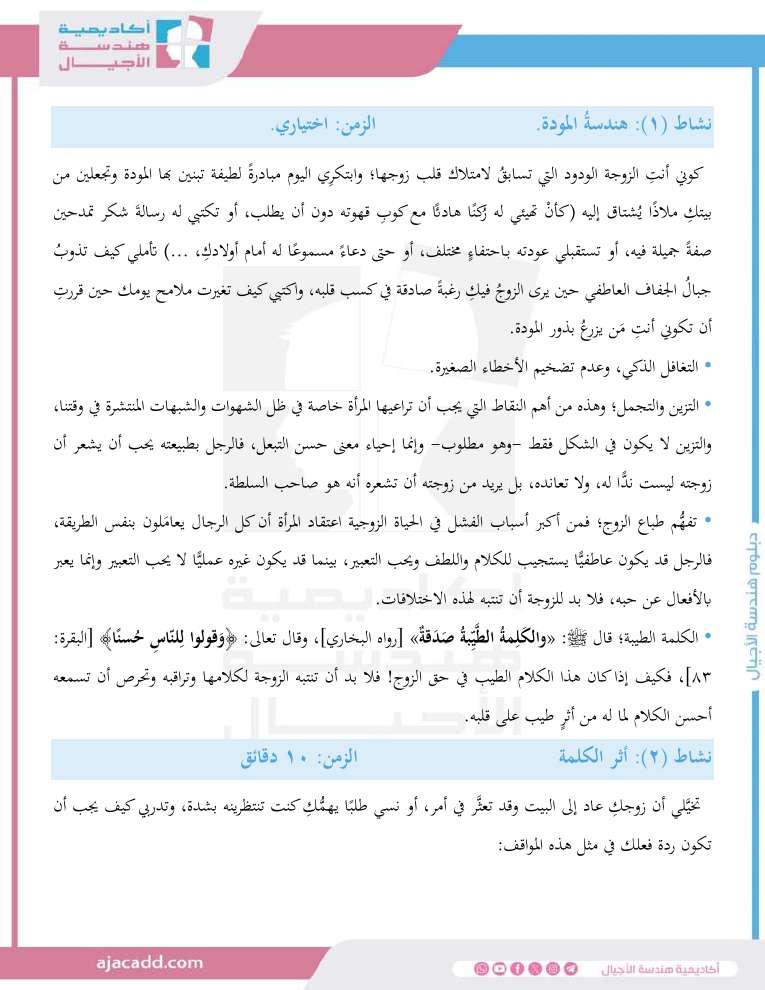 أكاديمية
هندسة
الأجيال
نشاط (١): هندسةُ المودة. الزمن: اختياري.
كوني أنتِ الزوجة الودود التي تسابقُ لامتلاك قلب زوجها؛ وابتكرِي اليوم مبادرةً لطيفة تبنين بها المودة وتجعلين من
بيتكِ ملاذًا يُشتاق إليه (كأنْ تهيئي له رُكنًا هادئًا مع كوبِ قهوته دون أن يطلب، أو تكتبي له رسالةَ شكر تمدحين
صفةً جميلة فيه، أو تستقبلي عودته باحتفاءٍ مختلف، أو حتى دعاءً مسموعًا له أمام أولادكِ، ...) تأملي كيف تذوبُ
جبالُ الجفاف العاطفي حين يرى الزوجُ فيكِ رغبةً صادقة في كسب قلبه، واكتبي كيف تغيرت ملامح يومك حين قررتِ
أن تكوني أنتِ مَن يزرعُ بذور المودة.
• التغافل الذكي، وعدم تضخيم الأخطاء الصغيرة.
• التزين والتجمل؛ وهذه من أهم النقاط التي يجب أن تراعيها المرأة خاصة في ظل الشهوات والشبهات المنتشرة في وقتنا،
والتزين لا يكون في الشكل فقط -وهو مطلوب- وإنما إحياء معنى حسن التبعل، فالرجل بطبيعته يحب أن يشعر أن
زوجته ليست ندًّا له، ولا تعانده، بل يريد من زوجته أن تشعره أنه هو صاحب السلطة.
• تفهُّم طباع الزوج؛ فمن أكبر أسباب الفشل في الحياة الزوجية اعتقاد المرأة أن كل الرجال يعامَلون بنفس الطريقة،
فالرجل قد يكون عاطفيًّا يستجيب للكلام واللطف ويحب التعبير، بينما قد يكون غيره عمليًّا لا يحب التعبير وإنما يعبر
بالأفعال عن حبه، فلا بد للزوجة أن تنتبه لهذه الاختلافات.
• الكلمة الطيبة؛ قال ﷺ: «والكَلِمةُ الطَّيِّبةُ صَدَقةٌ» [رواه البخاري]، وقال تعالى: ﴿وَقولوا لِلنّاسِ حُسنًا﴾ [البقرة:
٨٣]، فكيف إذا كان هذا الكلام الطيب في حق الزوج! فلا بد أن تنتبه الزوجة لكلامها وتراقبه وتحرص أن تسمعه
أحسن الكلام لما له من أثرٍ طيب على قلبه.
نشاط (٢): أثر الكلمة الزمن: ١٠ دقائق
تخيَّلي أن زوجكِ عاد إلى البيت وقد تعثَّر في أمر، أو نسي طلبًا يهمُّكِ كنت تنتظرينه بشدة، وتدربي كيف يجب أن
تكون ردة فعلك في مثل هذه المواقف:
دبلوم هندسة الأجيال
أكاديمية
هندسة
الأجيال
أكاديمية هندسة الأجيال
ajacadd.com